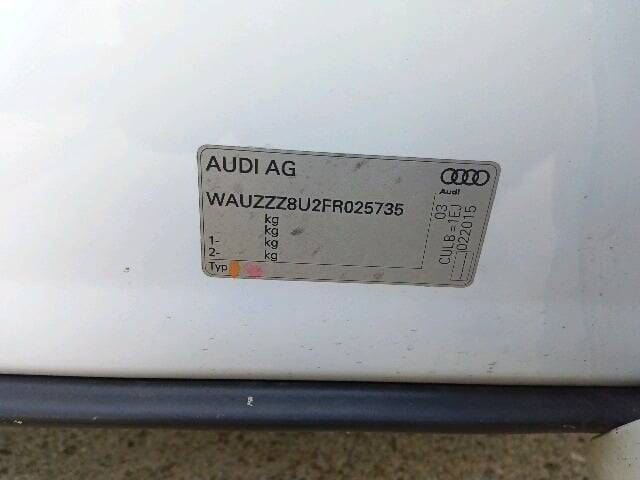 AUDI AG
Audi
WAUZZZ8U2FR025735
kg
kg
1- kg
2- kg
Typ
03
CULB=1EJ
022015